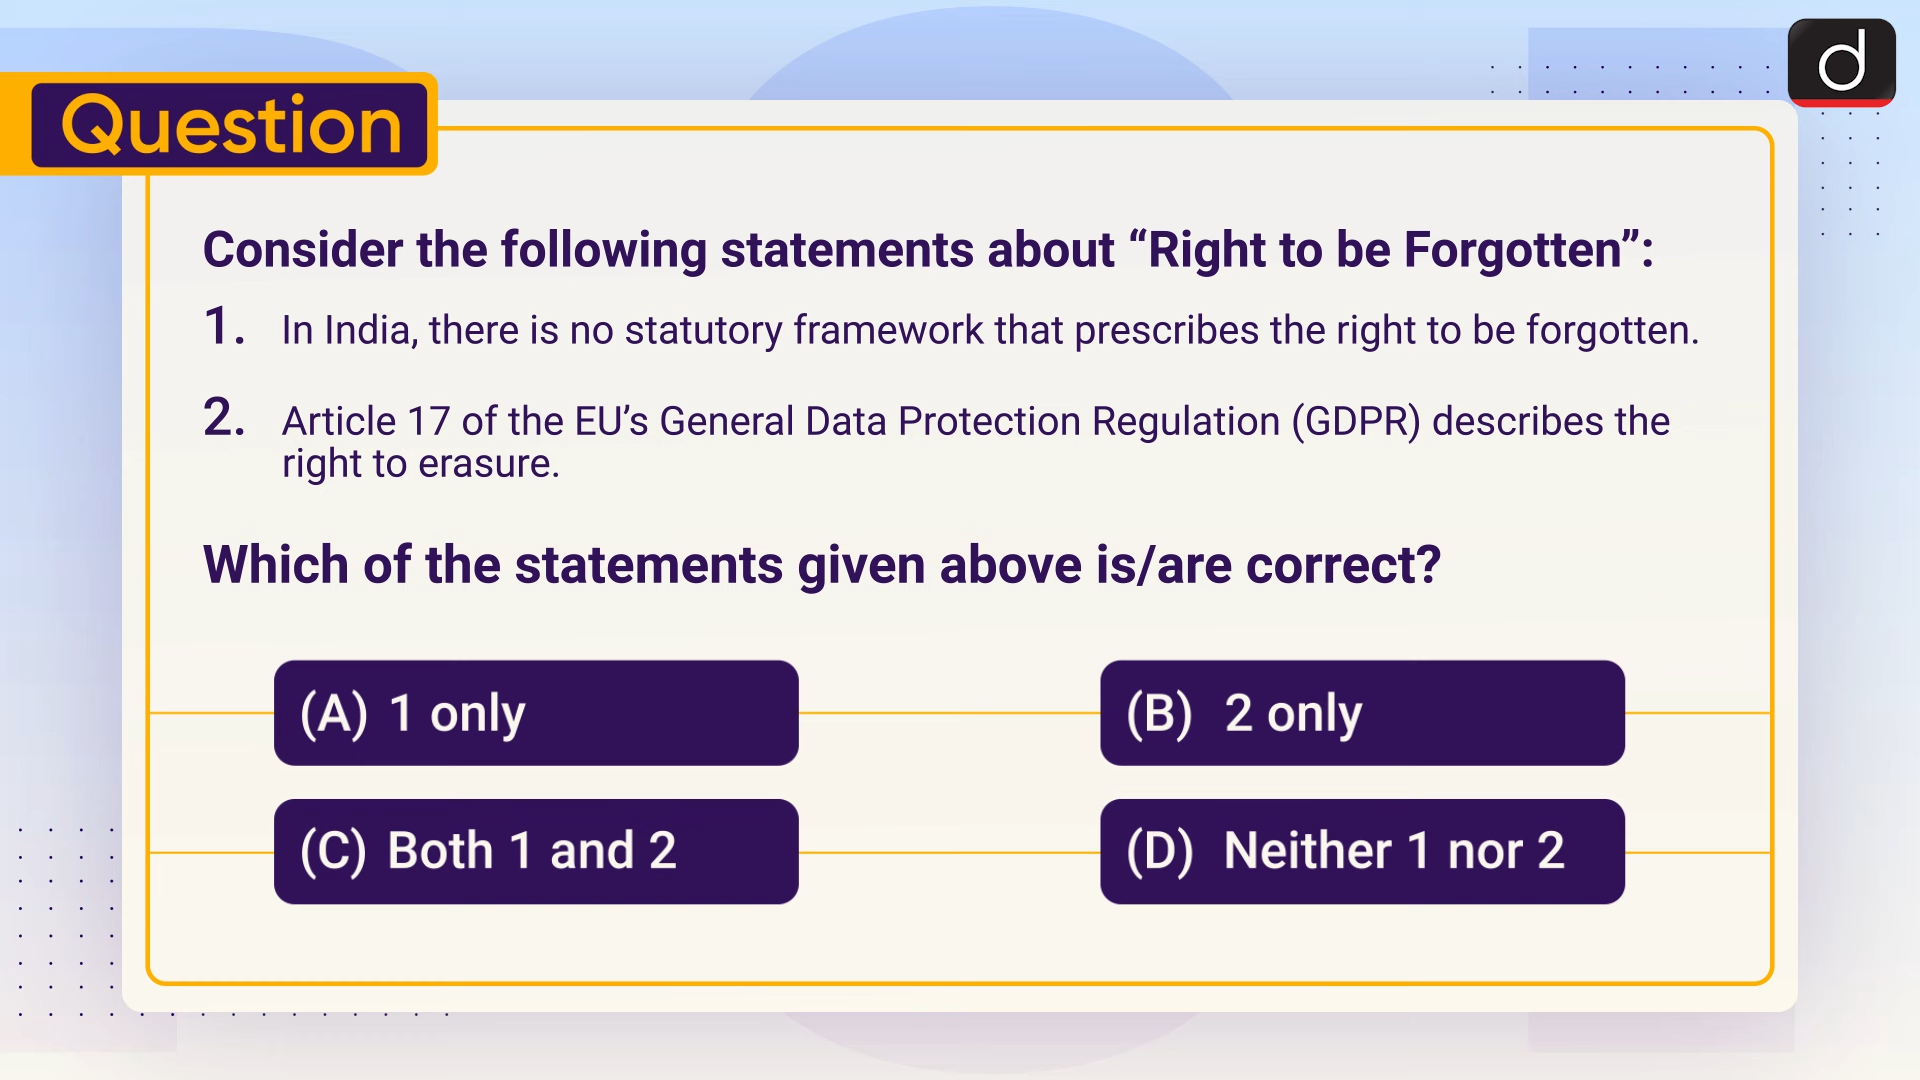 Question
Consider the following statements about “Right to be Forgotten”:
1. In India, there is no statutory framework that prescribes the right to be forgotten.
2. Article 17 of the EU’s General Data Protection Regulation (GDPR) describes the
right to erasure.
Which of the statements given above is/are correct?
(A) 1 only
(B) 2 only
(C) Both 1 and 2
(D) Neither 1 nor 2
d